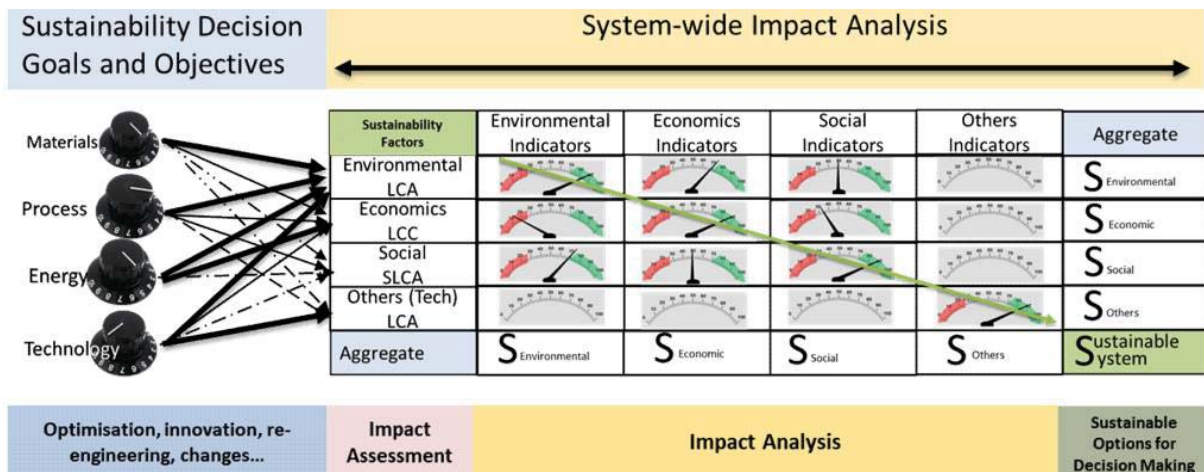 Sustainability Decision
Goals and Objectives
System-wide Impact Analysis
Materials
Process
Energy
Technology
Sustainability
Factors
Environmental
Indicators
Economics
Indicators
Social
Indicators
Others
Indicators
Aggregate
Environmental
LCA
S Environmental
Economics
LCC
S Economic
Social
SLCA
S Social
Others (Tech)
LCA
S Others
Aggregate
S Environmental
S Economic
S Social
S Others
Sustainable
System
Optimisation, innovation, re-
engineering, changes...
Impact
Assessment
Impact Analysis
Sustainable
Options for
Decision Making